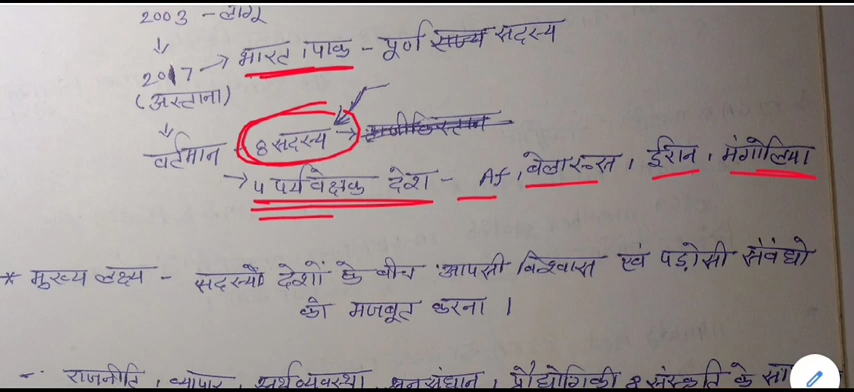 2003 - लागू
2017 → भारत, पाक - पूर्ण राज्य सदस्य
(अस्ताना)
वर्तमान - 8 सदस्य →
→ 4 पर्यवेक्षक देश - Af, बेलारूस, ईरान, मंगोलिया
* मुख्य लक्ष्य - सदस्यों देशों के बीच आपसी विश्वास एवं पड़ोसी संबंधो
को मजबूत करना ।
राजनीति, व्यापार, अर्थव्यवस्था, अनुसंधान, प्रौद्योगिकी & संस्कृति के